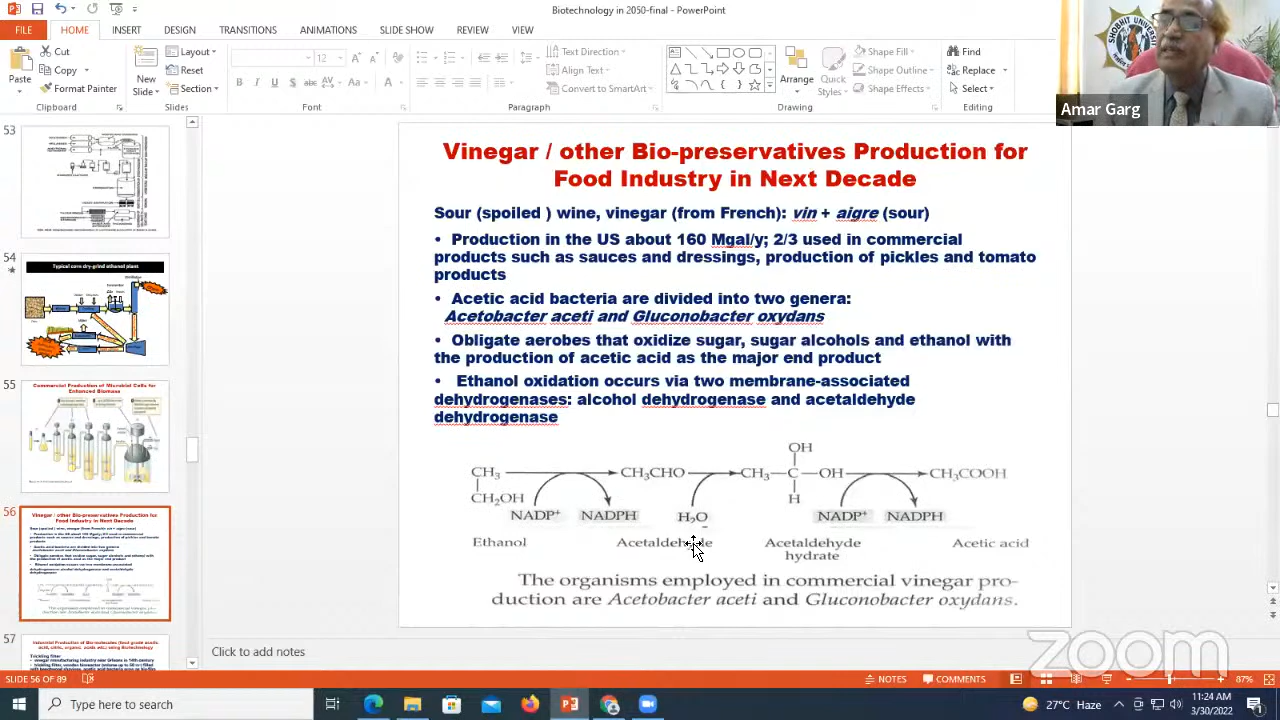 Biotechnology in 2050-final - PowerPoint
FILE HOME INSERT DESIGN TRANSITIONS ANIMATIONS SLIDE SHOW REVIEW VIEW
Cut
Copy
Format Painter
Paste
Clipboard
New Slide
Layout
Reset
Section
Slides
12
Font
Text Direction
Align Text
Convert to SmartArt
Paragraph
Arrange
Quick Styles
Shape Fill
Shape Outline
Shape Effects
Drawing
Find
Replace
Select
Editing
Amar Garg
53
54
Typical corn dry-grind ethanol plant
55
Commercial Production of Microbial Cells for
Enhanced Biomass
56
Vinegar / other Bio-preservatives Production for
Food Industry in Next Decade
57
Vinegar / other Bio-preservatives Production for
Food Industry in Next Decade
Sour (spoiled) wine, vinegar (from French); vin + aigre (sour)
• Production in the US about 160 Mgal/y; 2/3 used in commercial
products such as sauces and dressings, production of pickles and tomato
products
• Acetic acid bacteria are divided into two genera:
Acetobacter aceti and Gluconobacter oxydans
• Obligate aerobes that oxidize sugar, sugar alcohols and ethanol with
the production of acetic acid as the major end product
• Ethanol oxidation occurs via two membrane-associated
dehydrogenases: alcohol dehydrogenase and acetaldehyde
dehydrogenase
OH
CH3 CH3CHO CH3 — C — OH CH3COOH
CH2OH H
NADP+ NADPH H2O NADP+ NADPH
Ethanol Acetaldehyde hyde Acetic acid
hydrate
The organisms employed in commercial vinegar pro-
duction are Acetobacter aceti and Gluconobacter oxydans.
Click to add notes
zoom
SLIDE 56 OF 89
NOTES COMMENTS 87%
Type here to search
27°C Haze
11:24 AM
3/30/2022